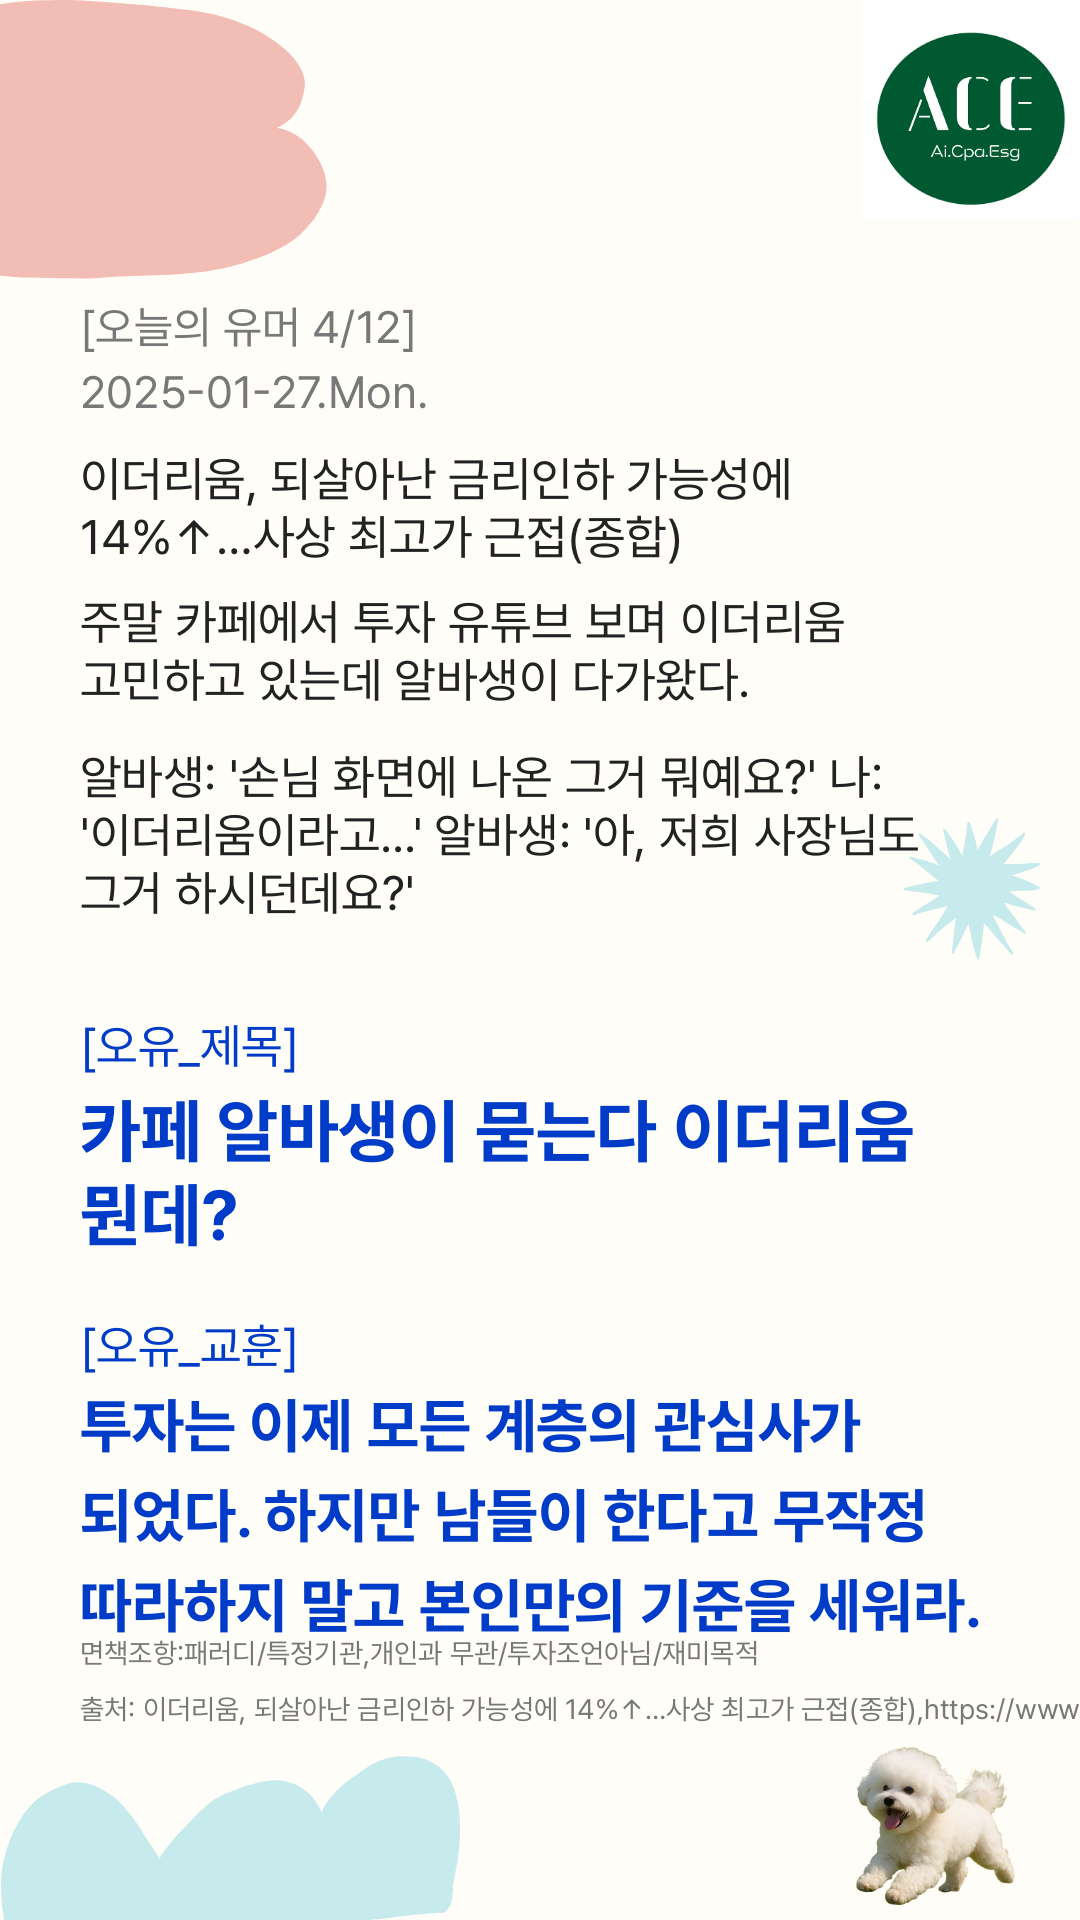 ACE
Ai.Cpa.Esg
[오늘의 유머 4/12]
2025-01-27.Mon.
이더리움, 되살아난 금리인하 가능성에
14%↑...사상 최고가 근접(종합)
주말 카페에서 투자 유튜브 보며 이더리움
고민하고 있는데 알바생이 다가왔다.
알바생: '손님 화면에 나온 그거 뭐예요?' 나:
'이더리움이라고...' 알바생: '아, 저희 사장님도
그거 하시던데요?'
[오유_제목]
카페 알바생이 묻는다 이더리움
뭔데?
[오유_교훈]
투자는 이제 모든 계층의 관심사가
되었다. 하지만 남들이 한다고 무작정
따라하지 말고 본인만의 기준을 세워라.
면책조항:패러디/특정기관,개인과 무관/투자조언아님/재미목적
출처: 이더리움, 되살아난 금리인하 가능성에 14%↑...사상 최고가 근접(종합),https://www